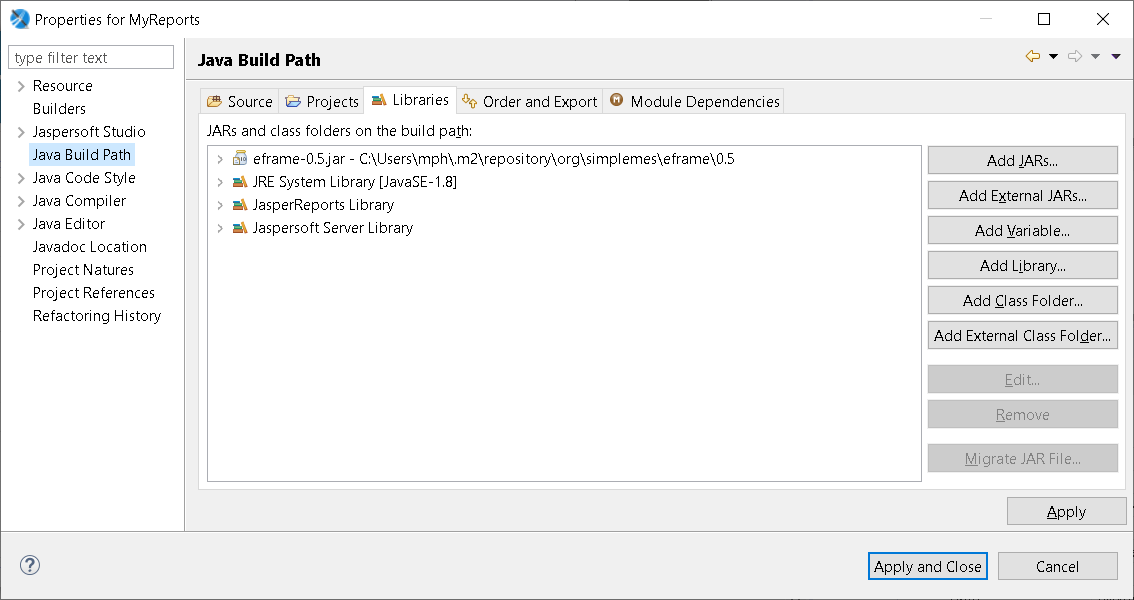 Properties for MyReports
type filter text
Resource
Builders
Jaspersoft Studio
Java Build Path
Java Code Style
Java Compiler
Java Editor
Javadoc Location
Project Natures
Project References
Refactoring History
Java Build Path
Source Projects Libraries Order and Export Module Dependencies
JARs and class folders on the build path:
eframe-0.5.jar - C:\Users\mph\.m2\repository\org\simplemes\eframe\0.5
JRE System Library [JavaSE-1.8]
JasperReports Library
Jaspersoft Server Library
Add JARs...
Add External JARs...
Add Variable...
Add Library...
Add Class Folder...
Add External Class Folder...
Edit...
Remove
Migrate JAR File...
Apply
?
Apply and Close Cancel